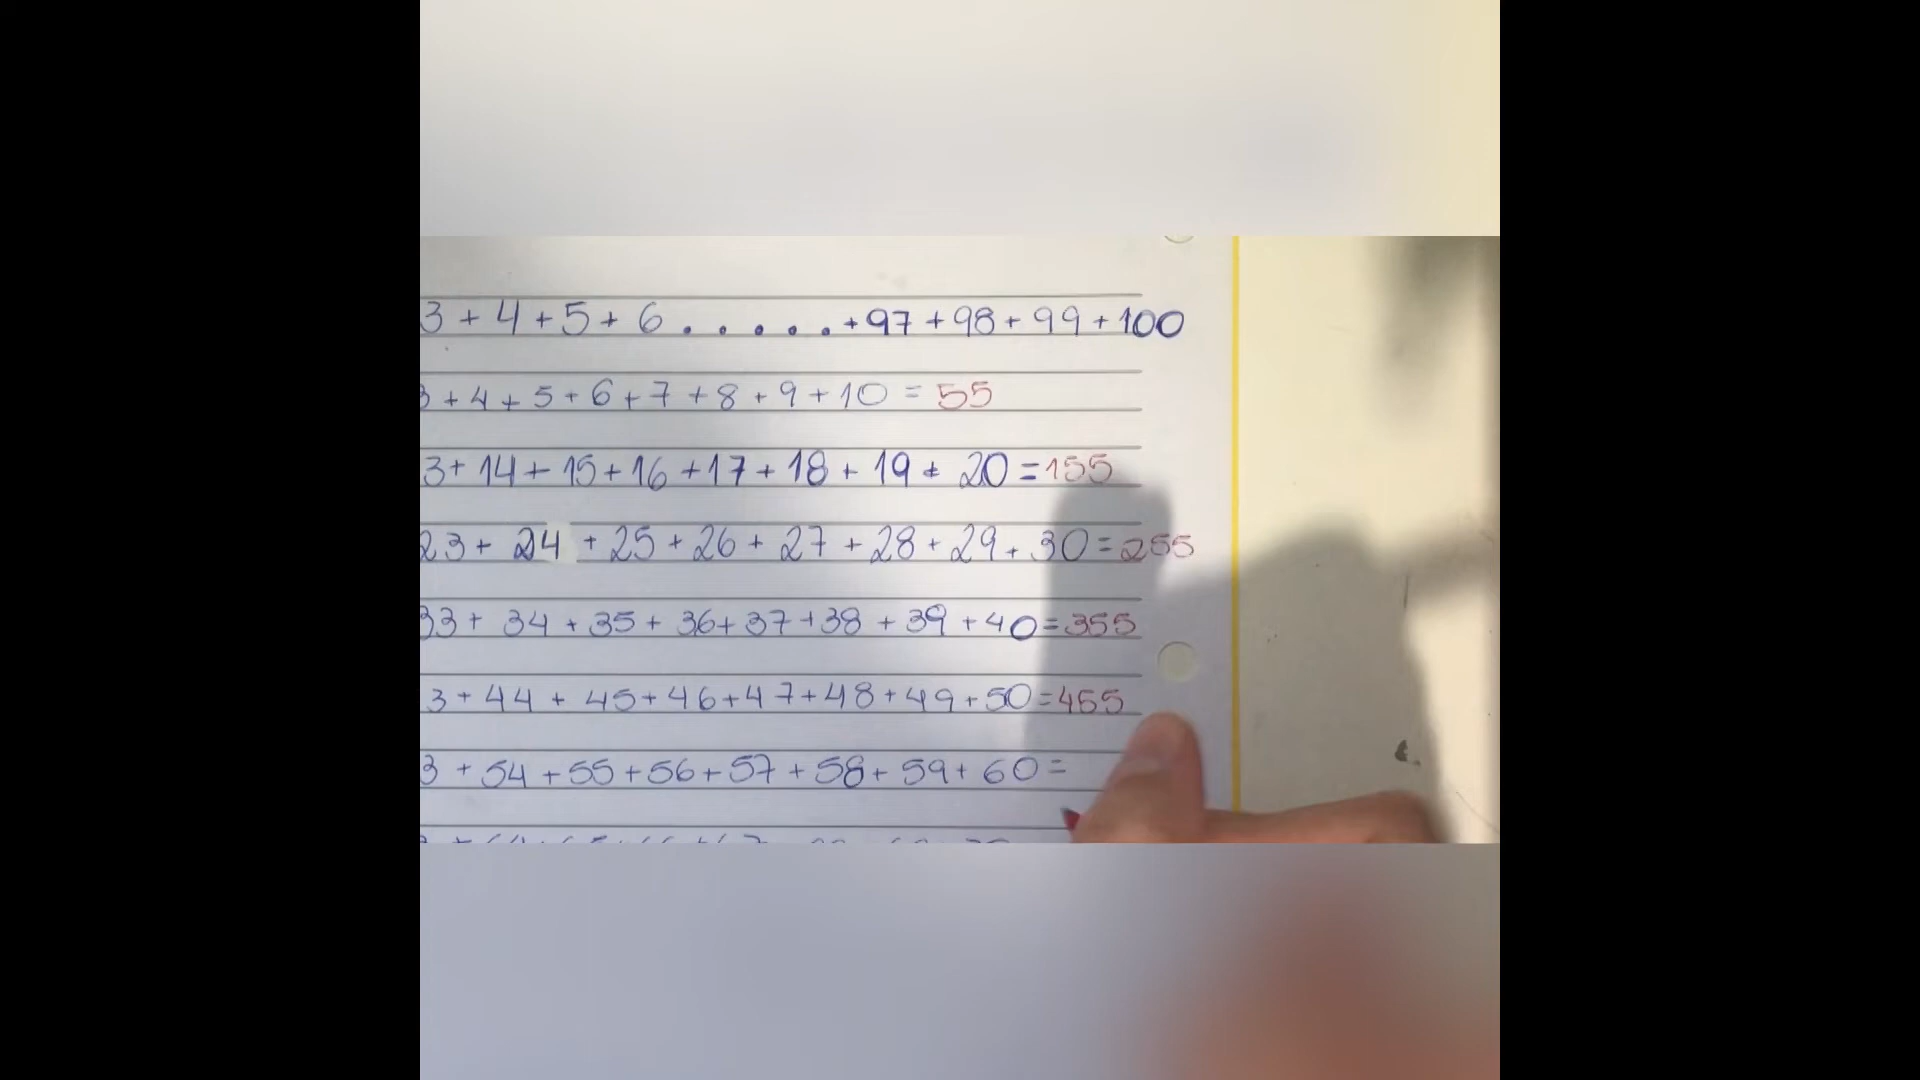 3 + 4 + 5 + 6 . . . . . + 97 + 98 + 99 + 100
3 + 4 + 5 + 6 + 7 + 8 + 9 + 10 = 55
3 + 14 + 15 + 16 + 17 + 18 + 19 + 20 = 155
23 + 24 + 25 + 26 + 27 + 28 + 29 + 30 = 255
33 + 34 + 35 + 36 + 37 + 38 + 39 + 40 = 355
3 + 44 + 45 + 46 + 47 + 48 + 49 + 50 = 455
3 + 54 + 55 + 56 + 57 + 58 + 59 + 60 =